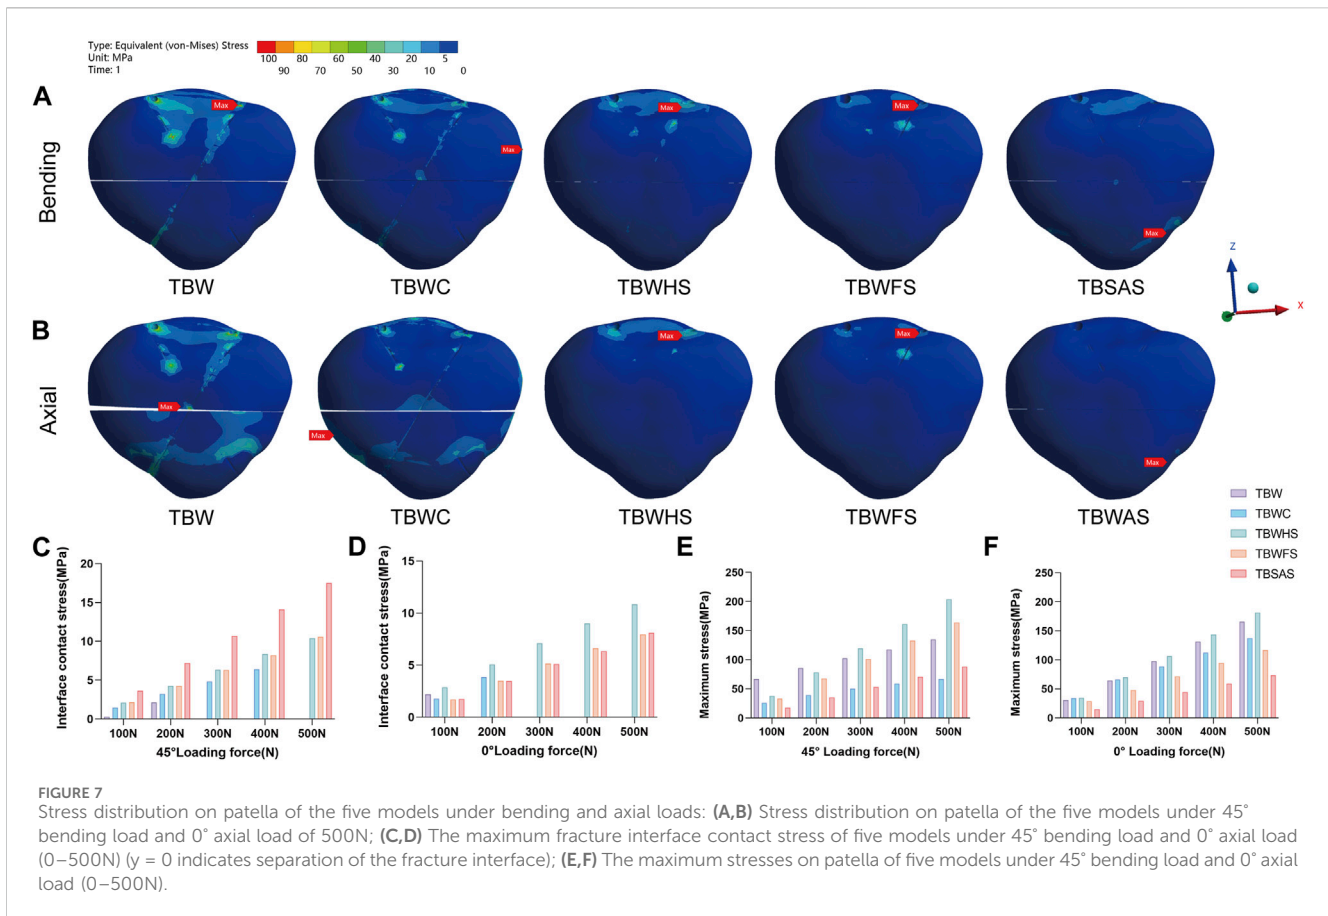 Type: Equivalent (von-Mises) Stress
Unit: MPa
Time: 1
100 80 60 40 20 5
90 70 50 30 10 0
A
Bending
Max
Max
Max
Max
Max
TBW
TBWC
TBWHS
TBWFS
TBSAS
Z
X
B
Axial
Max
Max
Max
Max
Max
TBW
TBWC
TBWHS
TBWFS
TBWAS
TBW
TBWC
TBWHS
TBWFS
TBSAS
C
Interface contact stress(MPa)
20
15
10
5
0
100N 200N 300N 400N 500N
45°Loading force(N)
D
Interface contact stress(MPa)
15
10
5
0
100N 200N 300N 400N 500N
0°Loading force(N)
E
Maximum stress(MPa)
250
200
150
100
50
0
100N 200N 300N 400N 500N
45° Loading force(N)
F
Maximum stress(MPa)
250
200
150
100
50
0
100N 200N 300N 400N 500N
0° Loading force(N)
FIGURE 7
Stress distribution on patella of the five models under bending and axial loads: (A,B) Stress distribution on patella of the five models under 45°
bending load and 0° axial load of 500N; (C,D) The maximum fracture interface contact stress of five models under 45° bending load and 0° axial load
(0–500N) (y = 0 indicates separation of the fracture interface); (E,F) The maximum stresses on patella of five models under 45° bending load and 0° axial
load (0–500N).